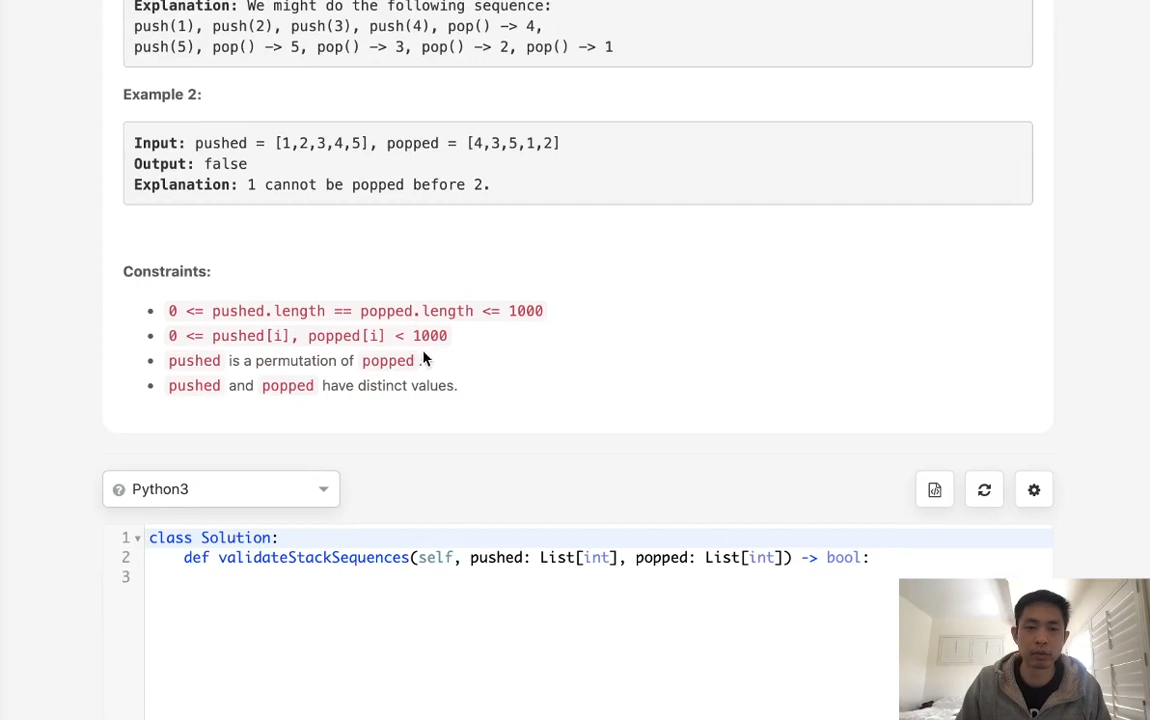 Explanation: We might do the following sequence:
push(1), push(2), push(3), push(4), pop() -> 4,
push(5), pop() -> 5, pop() -> 3, pop() -> 2, pop() -> 1
Example 2:
Input: pushed = [1,2,3,4,5], popped = [4,3,5,1,2]
Output: false
Explanation: 1 cannot be popped before 2.
Constraints:
• 0 <= pushed.length == popped.length <= 1000
• 0 <= pushed[i], popped[i] < 1000
• pushed is a permutation of popped.
• pushed and popped have distinct values.
Python3
1 class Solution:
2 def validateStackSequences(self, pushed: List[int], popped: List[int]) -> bool:
3